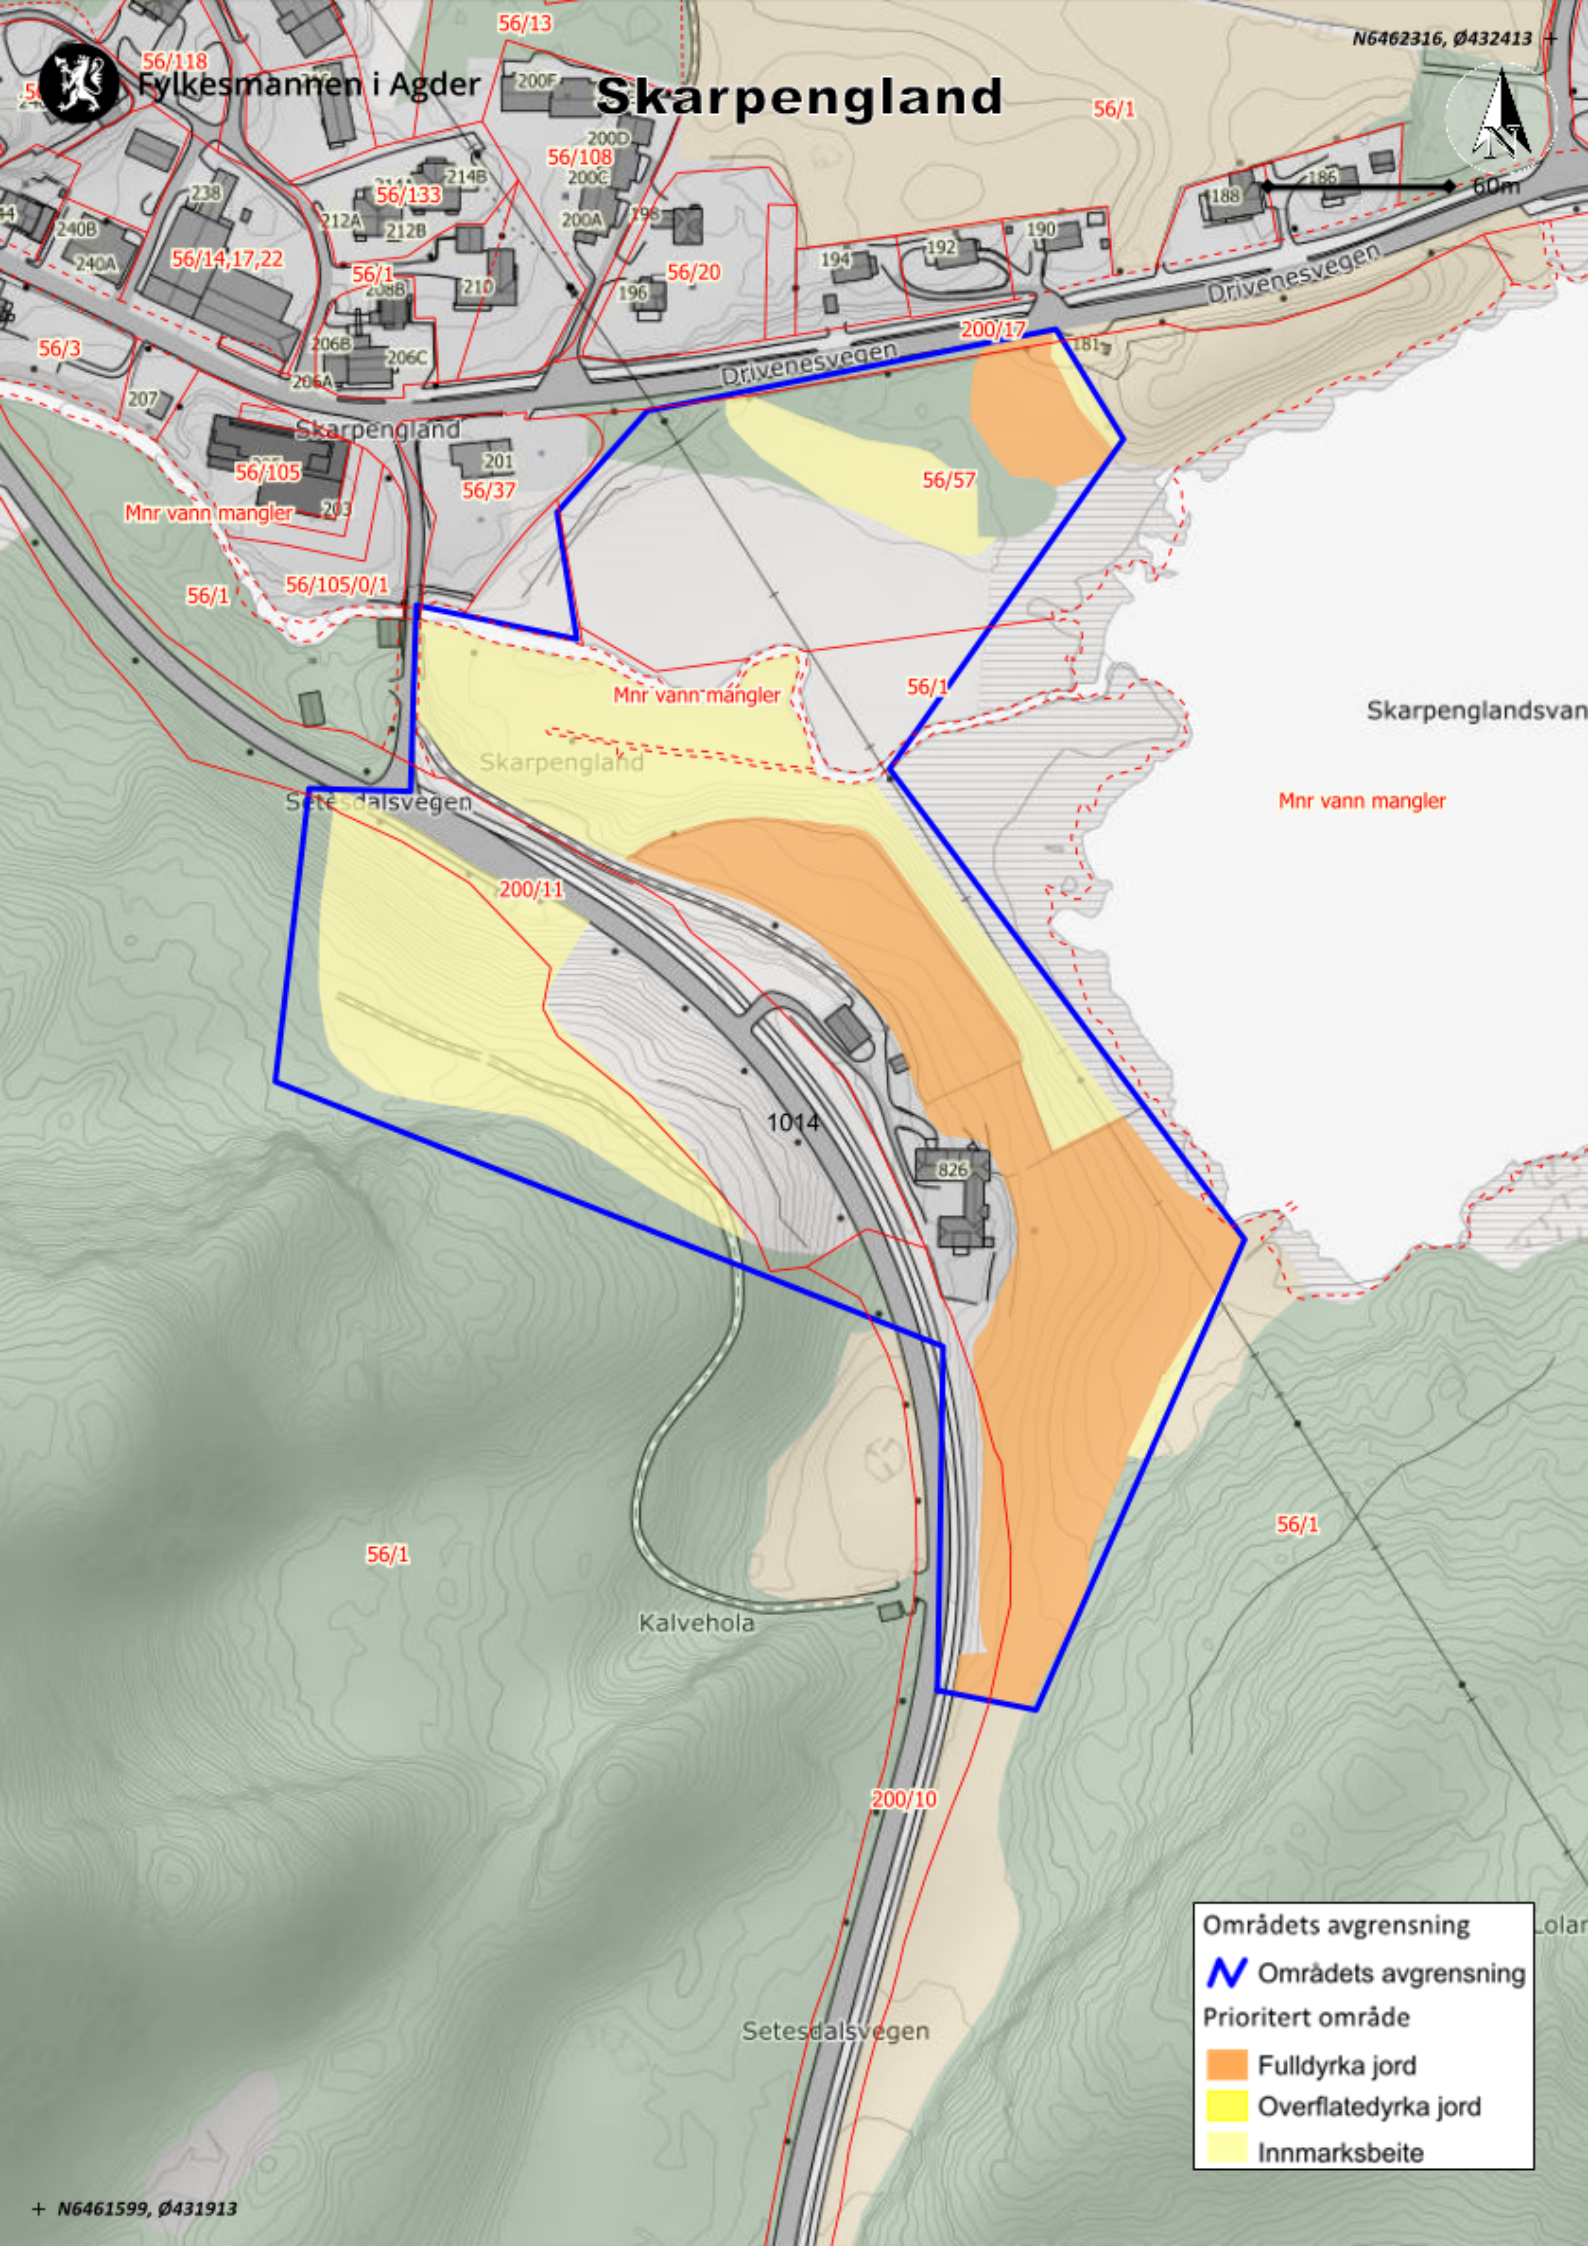 56/13
N6462316, Ø432413
56/118
Fylkesmannen i Agder
Skarpengland
200F
56/1
200D
56/108
200C
214B
56/133
186
60m
238
188
212A
212B
200A
198
240B
240A
56/14,17,22
56/1
208B
210
56/20
196
194
192
190
Drivenesvegen
200/17
181
56/3
206B
206C
206A
Drivenesvegen
207
Skarpengland
201
56/105
56/37
56/57
203
Mnr vann mangler
56/1
56/105/0/1
Mnr vann mangler
56/1
Skarpenglandsvan
Skarpengland
Setesdalsvegen
Mnr vann mangler
200/11
1014
826
56/1
56/1
Kalvehola
200/10
Områdets avgrensning
Områdets avgrensning
Prioritert område
Fulldyrka jord
Overflatedyrka jord
Innmarksbeite
Setesdalsvegen
N6461599, Ø431913